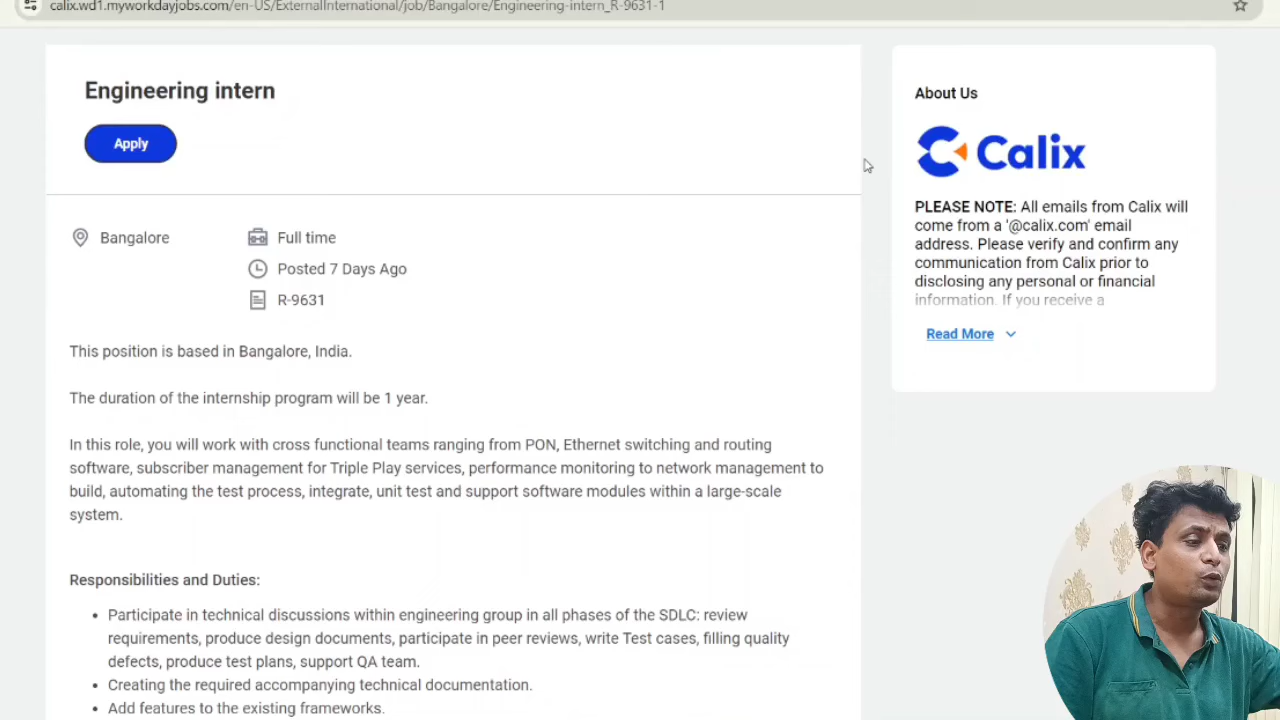 calix.wd1.myworkdayjobs.com/en-US/ExternalInternational/job/Bangalore/Engineering-intern_R-9631-1
Engineering intern
Apply
Bangalore
Full time
Posted 7 Days Ago
R-9631
This position is based in Bangalore, India.
The duration of the internship program will be 1 year.
In this role, you will work with cross functional teams ranging from PON, Ethernet switching and routing
software, subscriber management for Triple Play services, performance monitoring to network management to
build, automating the test process, integrate, unit test and support software modules within a large-scale
system.
Responsibilities and Duties:
• Participate in technical discussions within engineering group in all phases of the SDLC: review
requirements, produce design documents, participate in peer reviews, write Test cases, filling quality
defects, produce test plans, support QA team.
• Creating the required accompanying technical documentation.
• Add features to the existing frameworks.
About Us
Calix
PLEASE NOTE: All emails from Calix will
come from a '@calix.com' email
address. Please verify and confirm any
communication from Calix prior to
disclosing any personal or financial
information. If you receive a
Read More